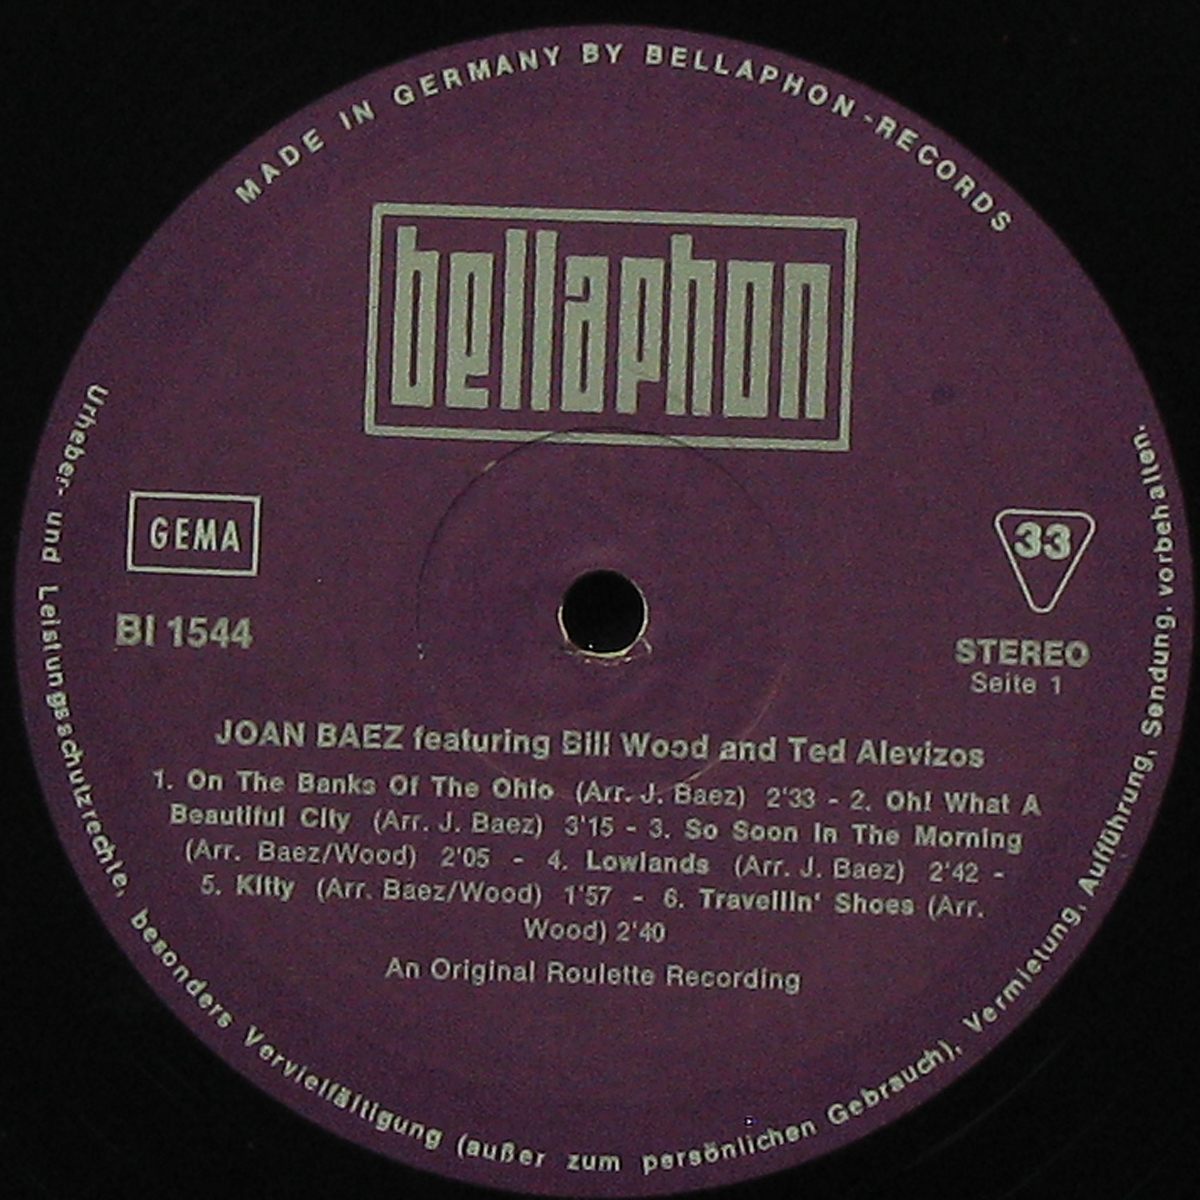 MADE IN GERMANY BY BELLAPHON-RECORDS
bellaphon
GEMA
33
BI 1544
STEREO
Seite 1
JOAN BAEZ featuring Bill Wood and Ted Alevizos
1. On The Banks Of The Ohio (Arr. J. Baez) 2'33 - 2. Oh! What A
Beautiful City (Arr. J. Baez) 3'15 - 3. So Soon In The Morning
(Arr. Baez/Wood) 2'05 - 4. Lowlands (Arr. J. Baez) 2'42 -
5. Kitty (Arr. Baez/Wood) 1'57 - 6. Travellin' Shoes (Arr.
Wood) 2'40
An Original Roulette Recording
Urheber- und Leistungsschutzrechte, besonders Vervielfältigung (außer zum persönlichen Gebrauch), Vermietung, Aufführung, Sendung, vorbehalten.